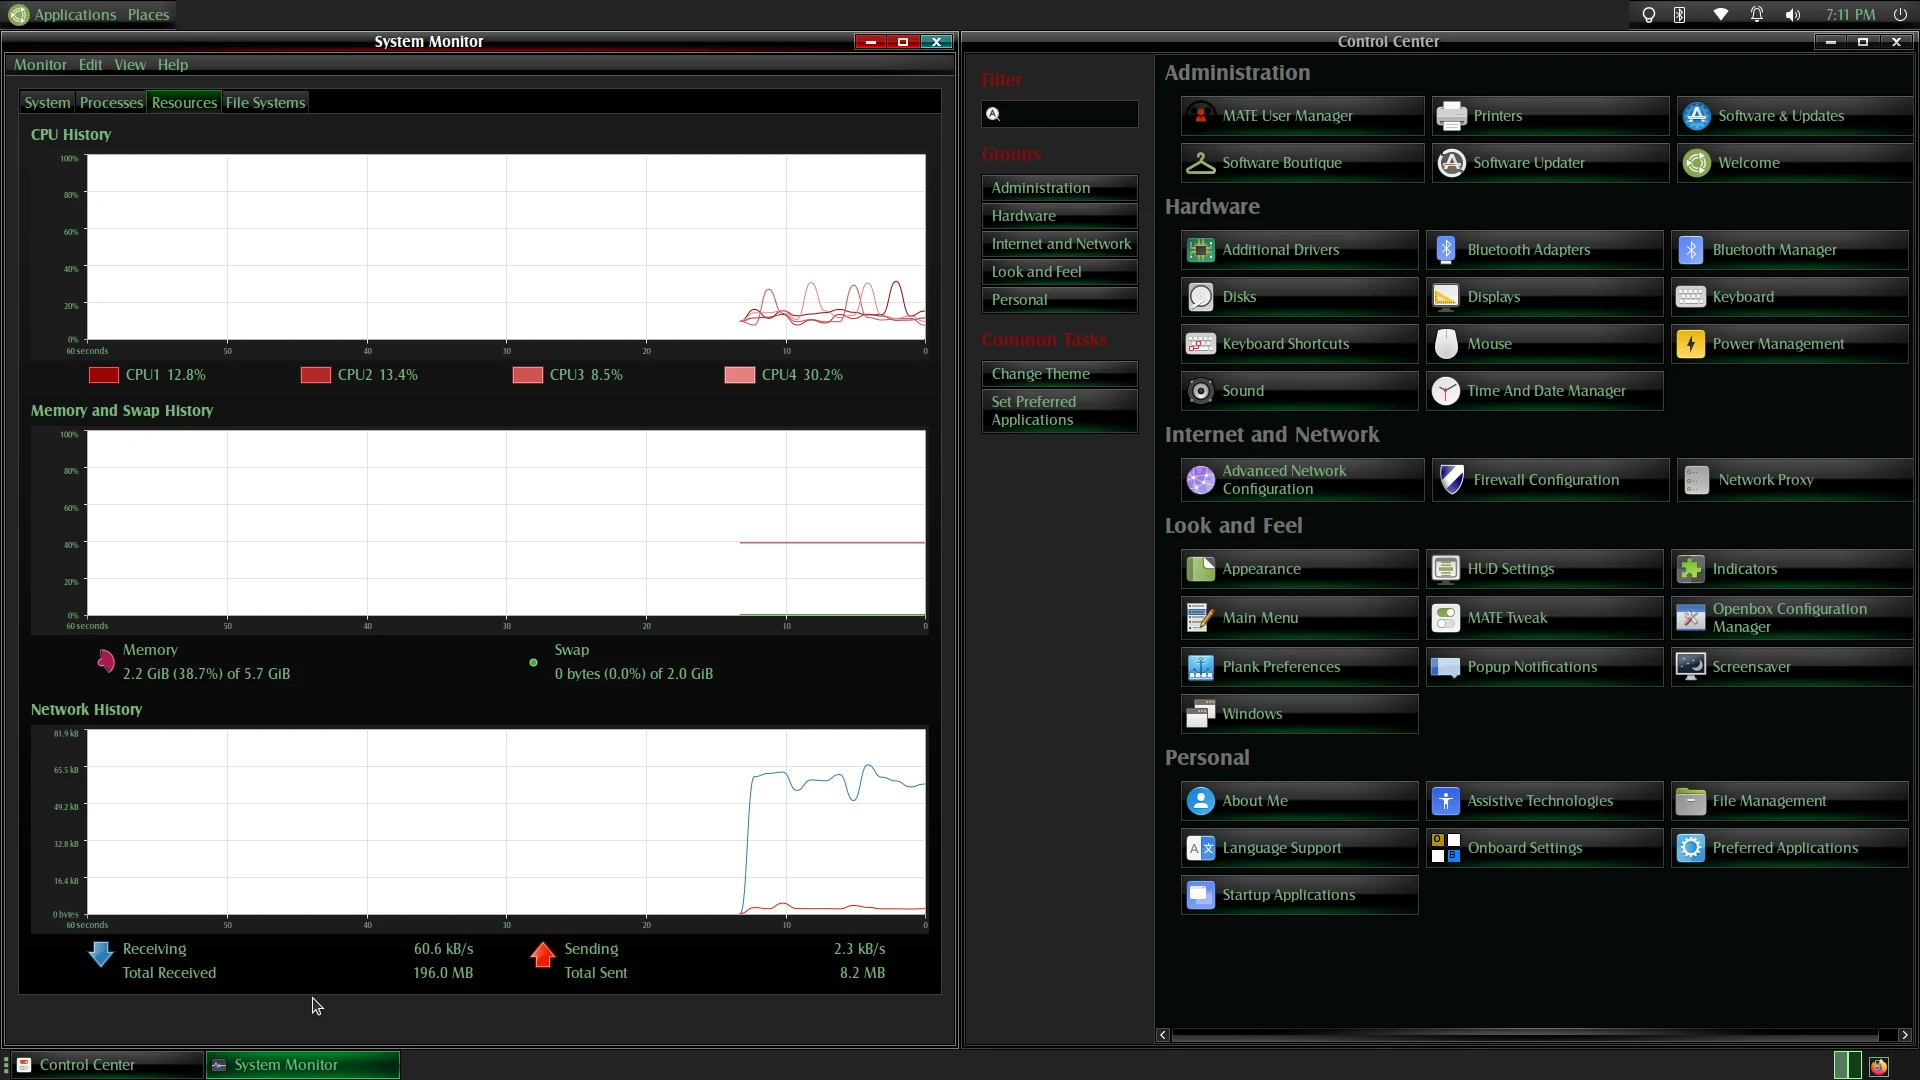 Applications Places
7:11 PM
System Monitor
Monitor Edit View Help
System Processes Resources File Systems
CPU History
100%
80%
60%
40%
20%
0%
60 seconds 50 40 30 20 10 0
CPU1 12.8% CPU2 13.4% CPU3 8.5% CPU4 30.2%
Memory and Swap History
100%
80%
60%
40%
20%
0%
60 seconds 50 40 30 20 10 0
Memory
2.2 GiB (38.7%) of 5.7 GiB
Swap
0 bytes (0.0%) of 2.0 GiB
Network History
81.9 kB
65.5 kB
49.2 kB
32.8 kB
16.4 kB
0 bytes
60 seconds 50 40 30 20 10 0
Receiving 60.6 kB/s Sending 2.3 kB/s
Total Received 196.0 MB Total Sent 8.2 MB
Control Center
Filter
Groups
Administration
Hardware
Internet and Network
Look and Feel
Personal
Common Tasks
Change Theme
Set Preferred
Applications
Administration
MATE User Manager Printers Software & Updates
Software Boutique Software Updater Welcome
Hardware
Additional Drivers Bluetooth Adapters Bluetooth Manager
Disks Displays Keyboard
Keyboard Shortcuts Mouse Power Management
Sound Time And Date Manager
Internet and Network
Advanced Network
Configuration
Firewall Configuration Network Proxy
Look and Feel
Appearance HUD Settings Indicators
Main Menu MATE Tweak Openbox Configuration
Manager
Plank Preferences Popup Notifications Screensaver
Windows
Personal
About Me Assistive Technologies File Management
Language Support Onboard Settings Preferred Applications
Startup Applications
Control Center System Monitor